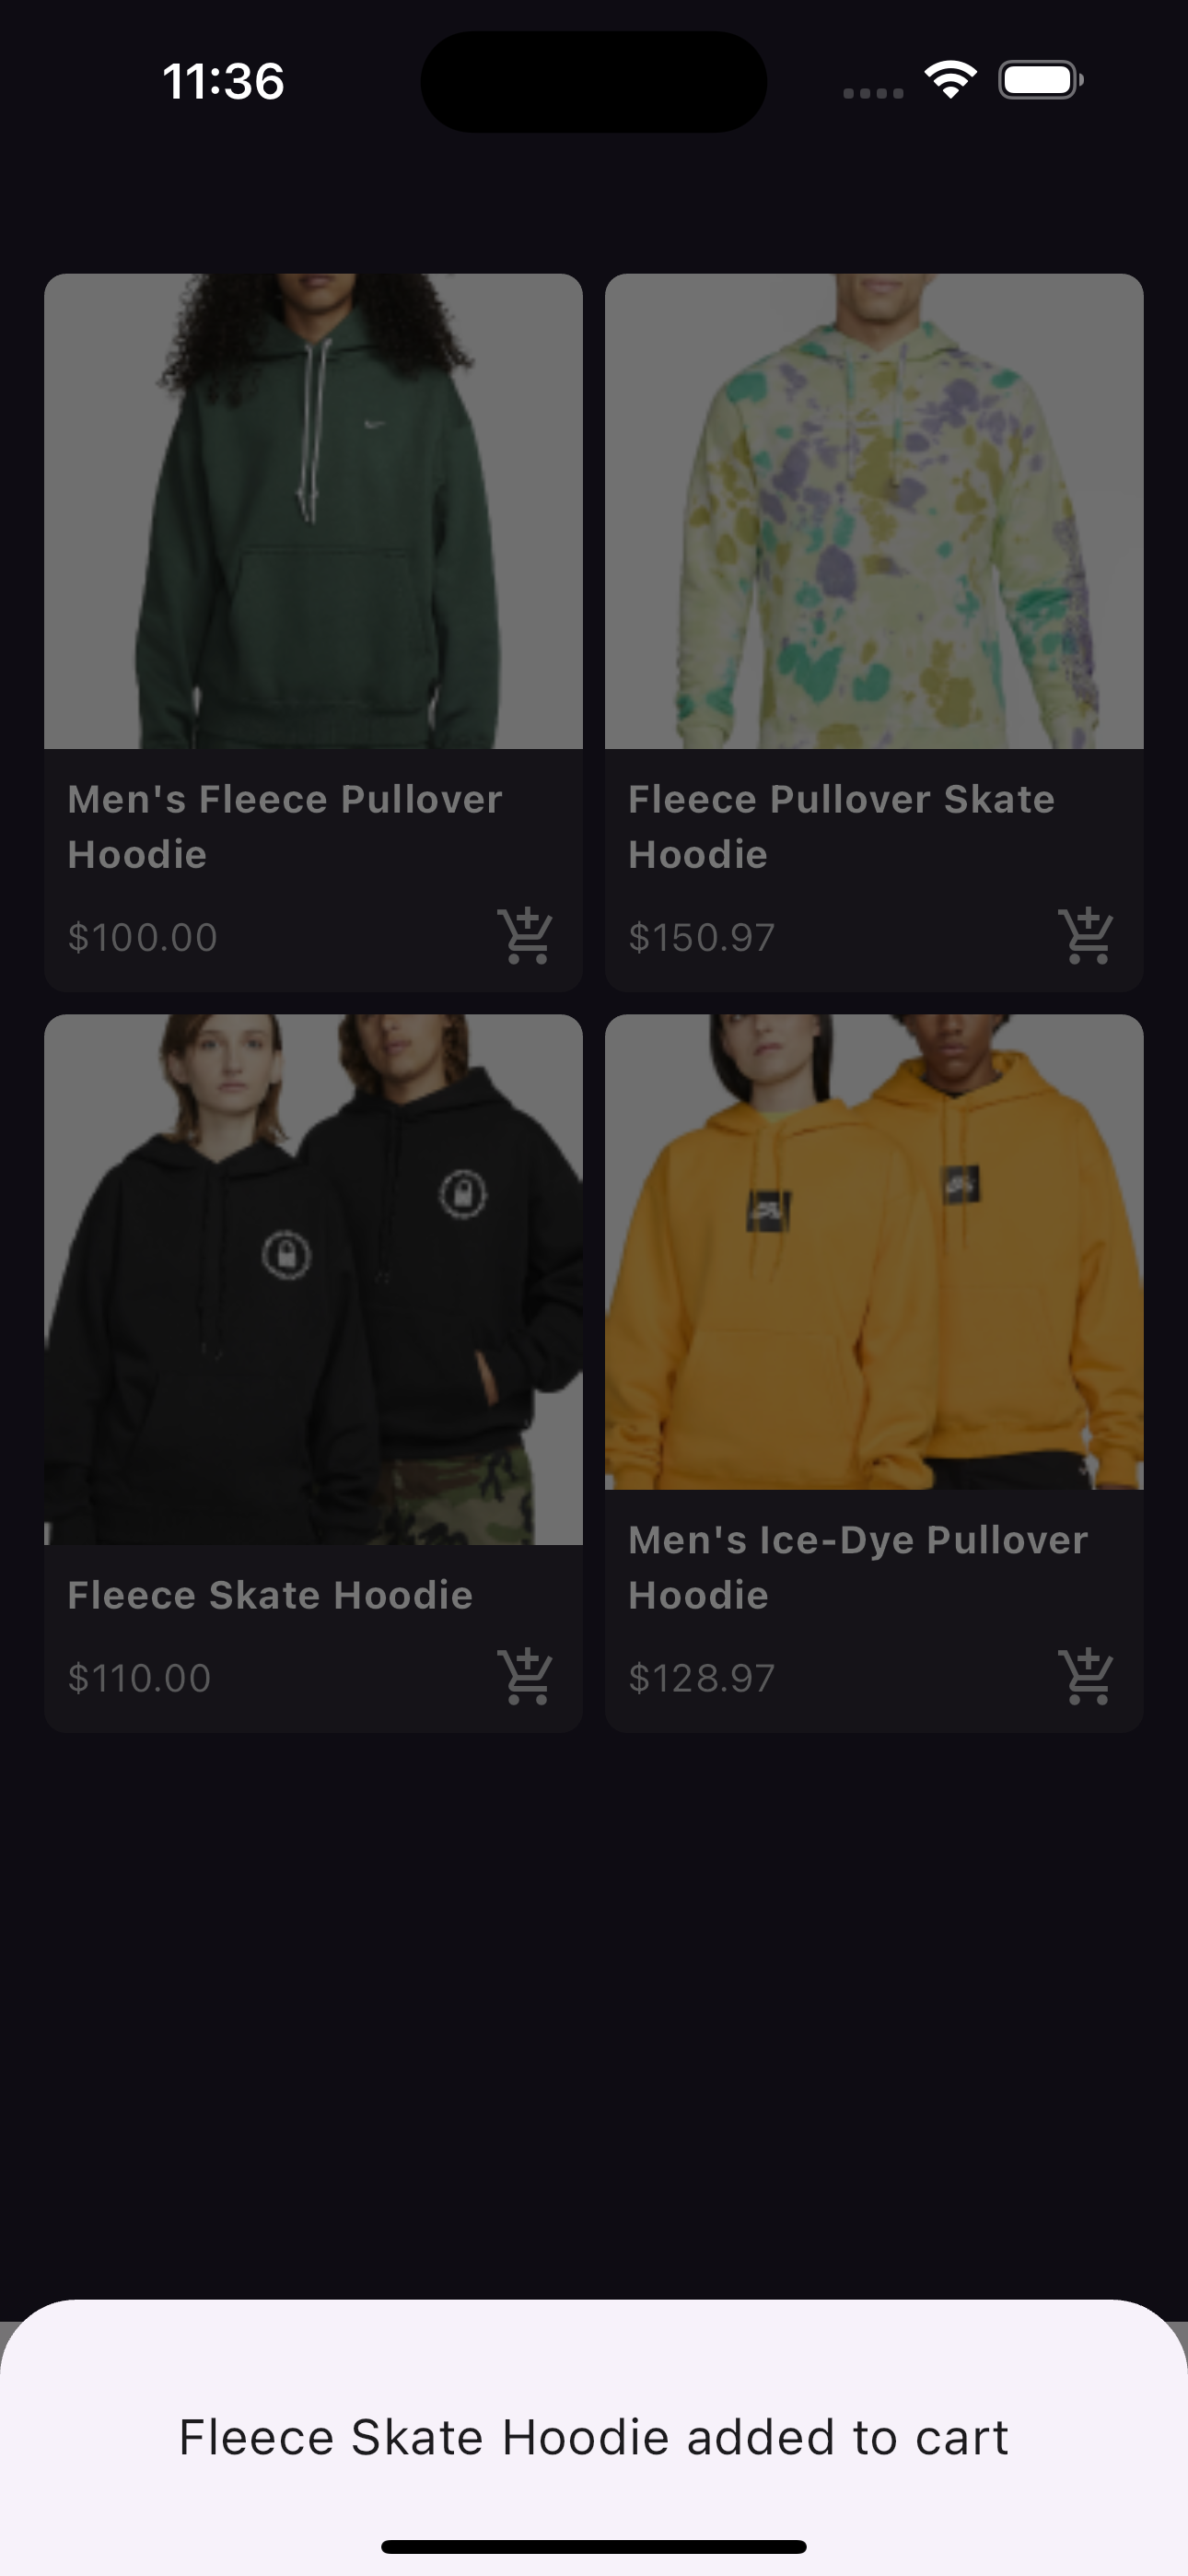 11:36
Men's Fleece Pullover
Hoodie
$100.00
Fleece Pullover Skate
Hoodie
$150.97
Fleece Skate Hoodie
$110.00
Men's Ice-Dye Pullover
Hoodie
$128.97
Fleece Skate Hoodie added to cart